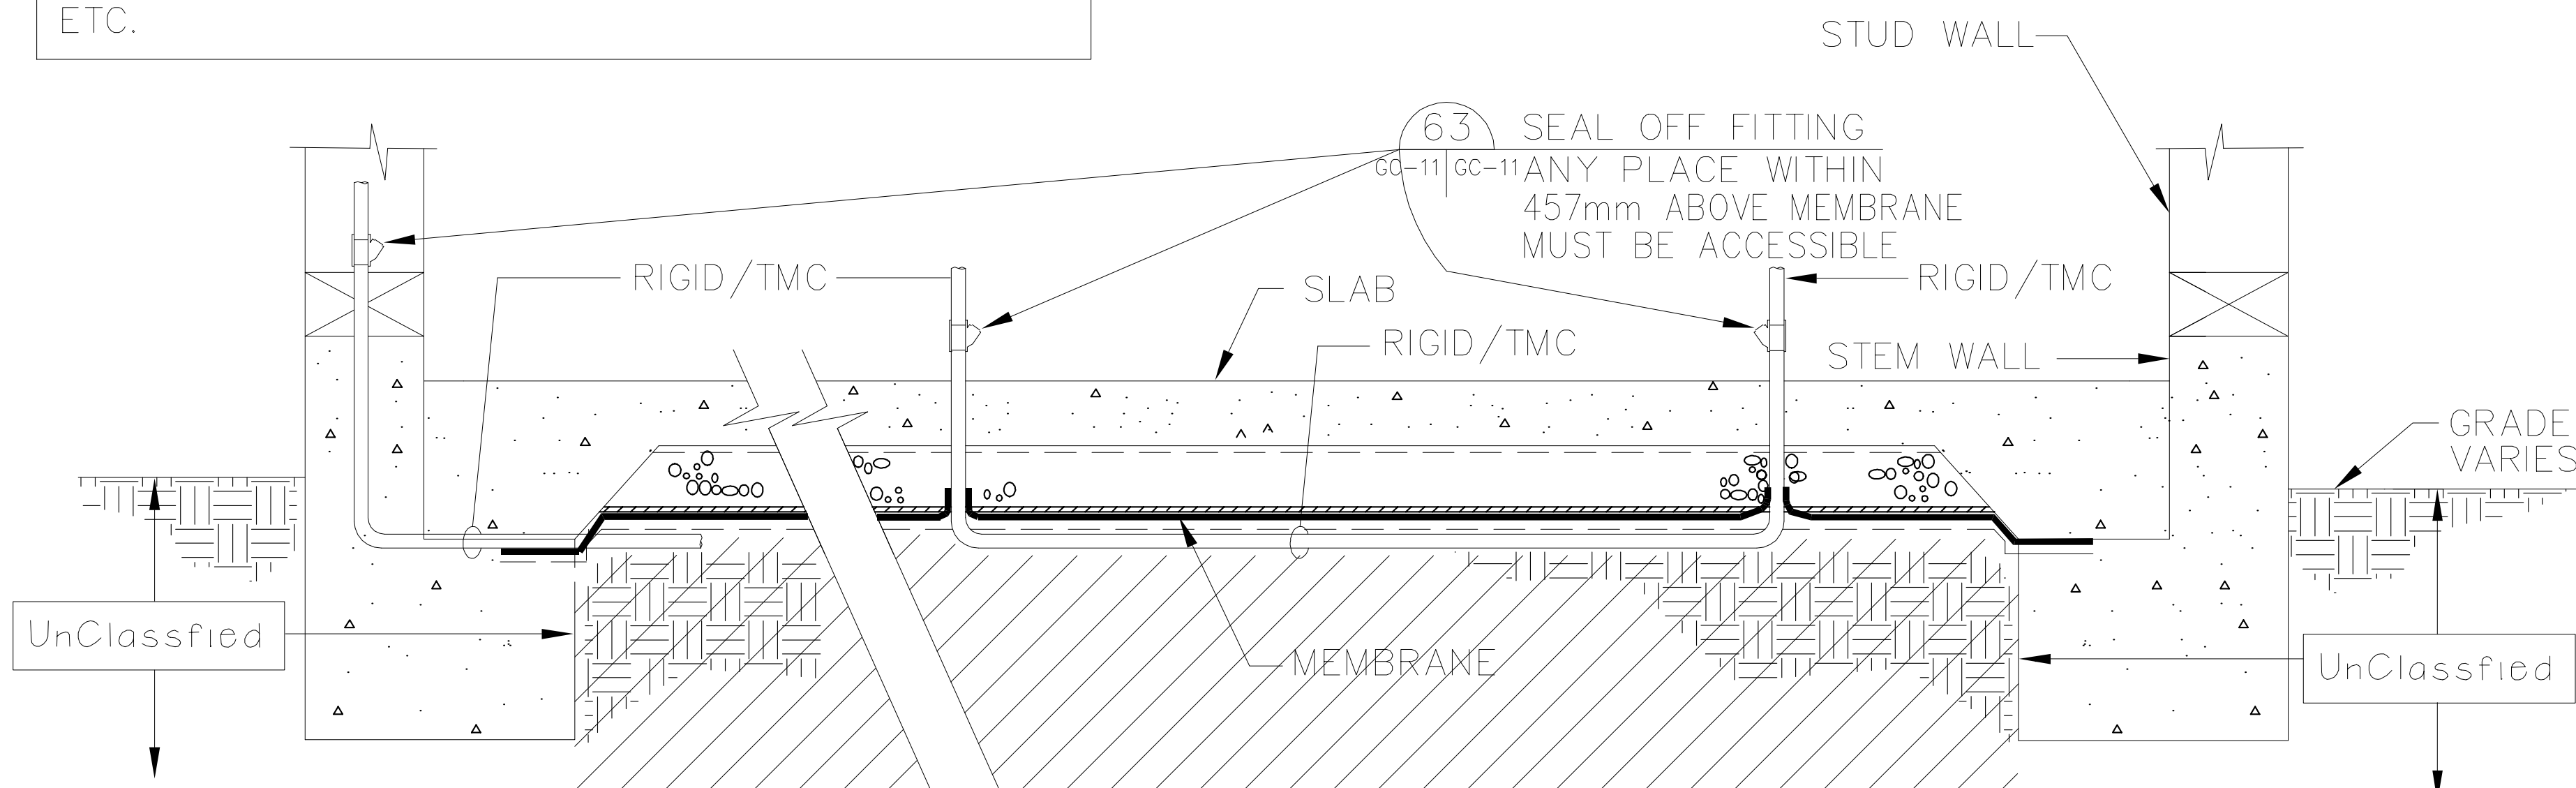 ETC.
STUD WALL
63
GC-11
GC-11
SEAL OFF FITTING
ANY PLACE WITHIN
457mm ABOVE MEMBRANE
MUST BE ACCESSIBLE
RIGID/TMC
SLAB
RIGID/TMC
RIGID/TMC
STEM WALL
GRADE
VARIES
UnClassfied
MEMBRANE
UnClassfied